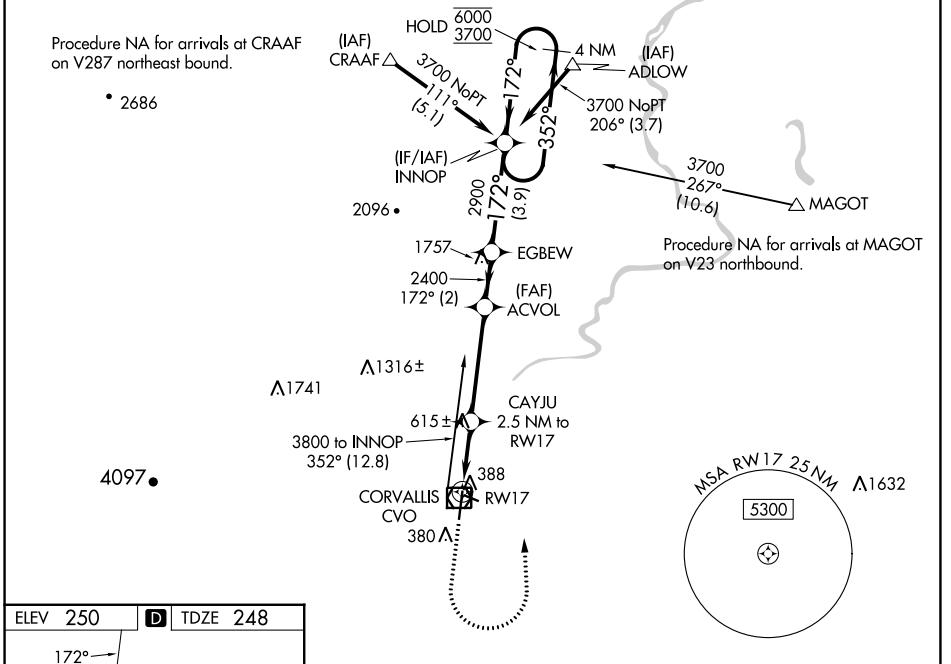 Procedure NA for arrivals at CRAAF
on V287 northeast bound.
2686
(IAF)
CRAAF
HOLD 6000
3700
4 NM
(IAF)
ADLOW
3700 NoPT
111°
(5.1)
172°
352°
3700 NoPT
206° (3.7)
(IF/IAF)
INNOP
2900
172°
(3.9)
3700
267°
(10.6)
MAGOT
2096
Procedure NA for arrivals at MAGOT
on V23 northbound.
1757
EGBEW
2400
172° (2)
(FAF)
ACVOL
1316±
1741
CAYJU
2.5 NM to
RW17
615±
3800 to INNOP
352° (12.8)
4097
388
CORVALLIS
CVO
RW17
380
MSA RW17 25 NM
1632
5300
ELEV 250 D TDZE 248
172°